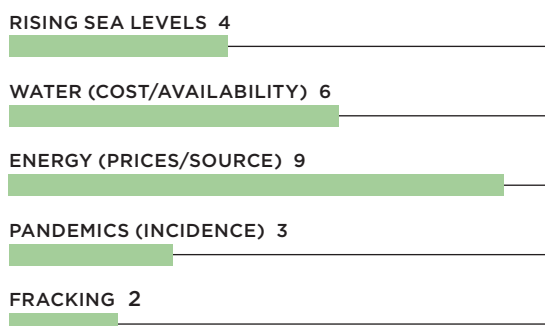 RISING SEA LEVELS 4
WATER (COST/AVAILABILITY) 6
ENERGY (PRICES/SOURCE) 9
PANDEMICS (INCIDENCE) 3
FRACKING 2